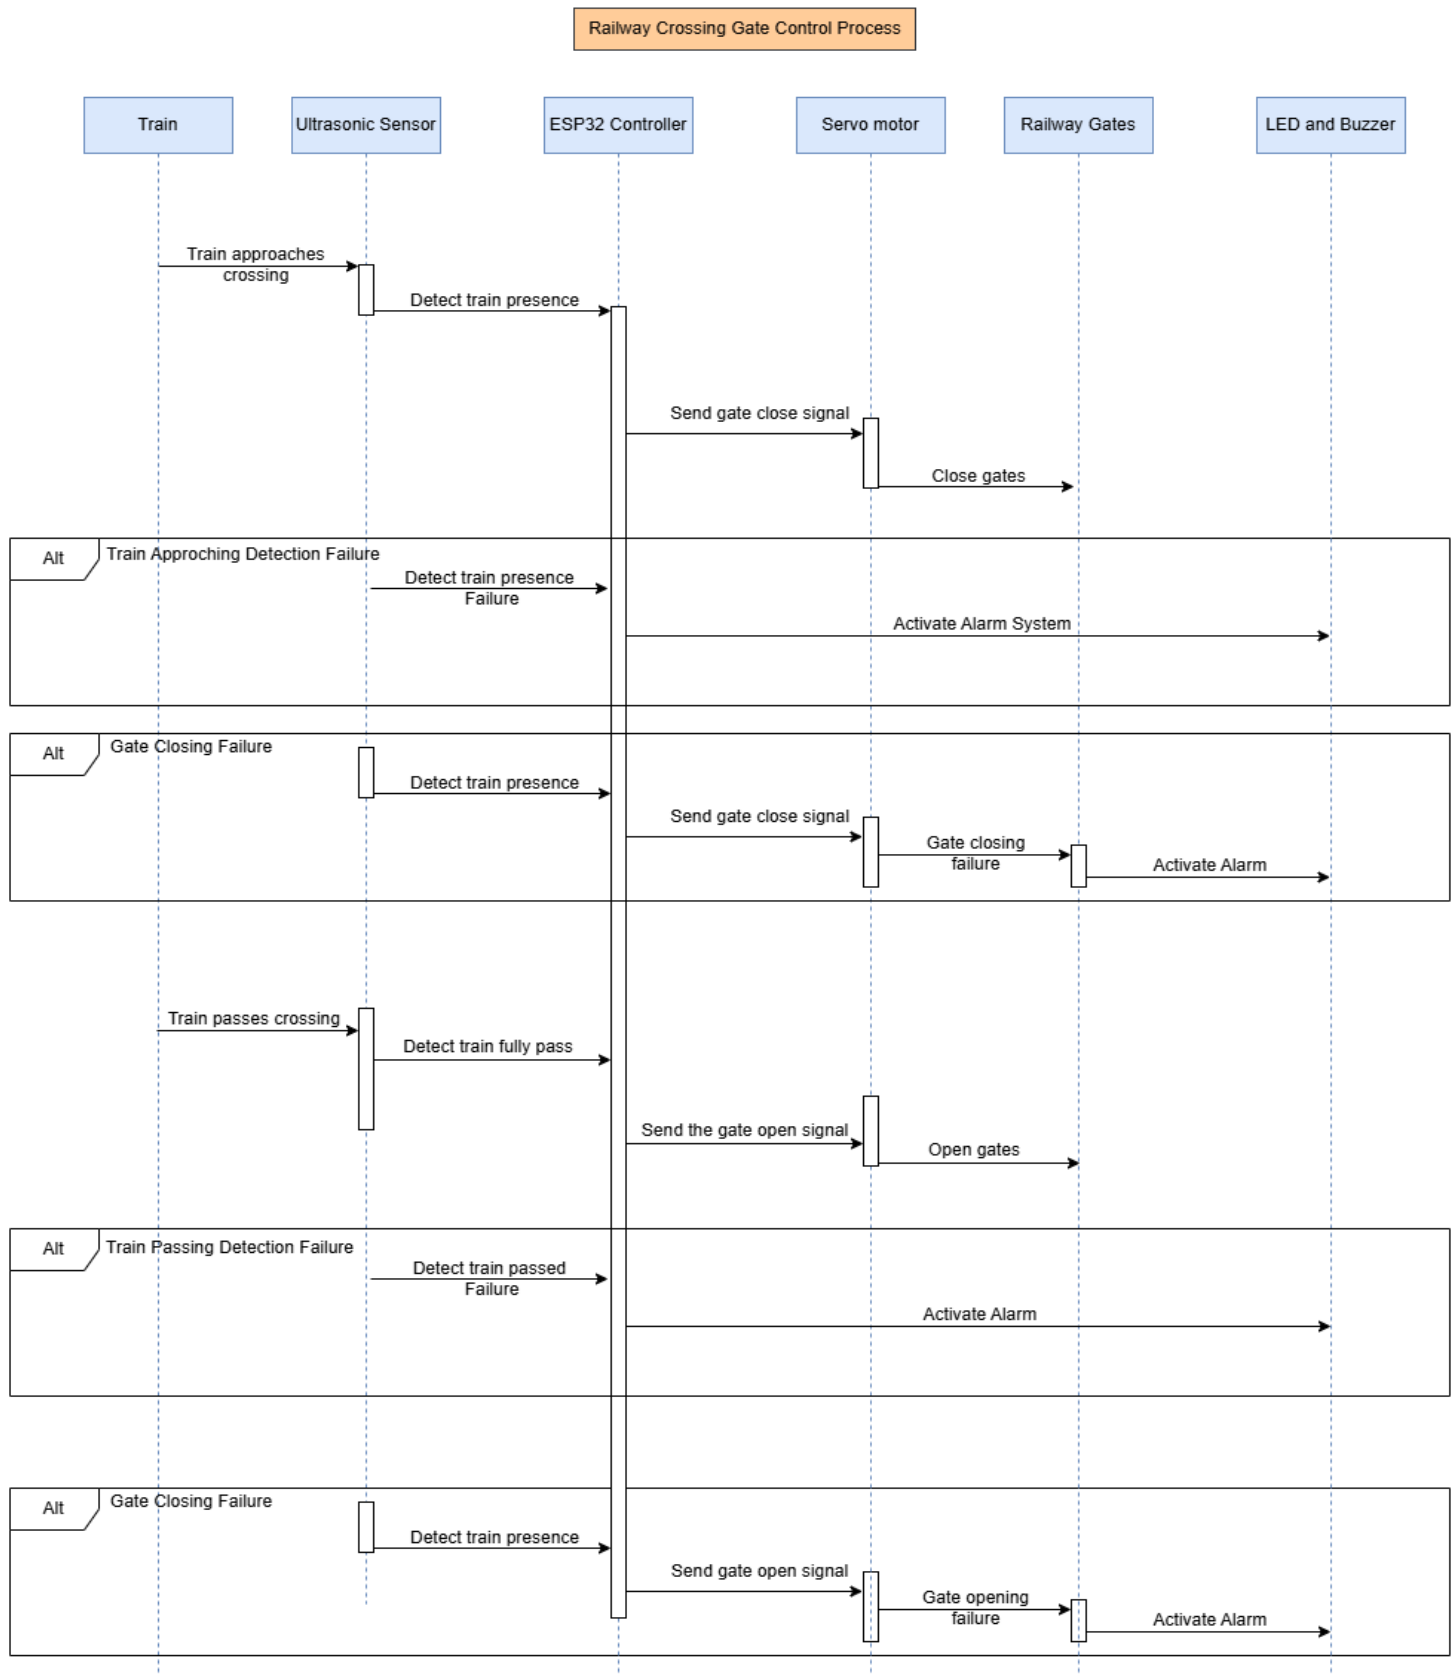 Railway Crossing Gate Control Process
Train
Ultrasonic Sensor
ESP32 Controller
Servo motor
Railway Gates
LED and Buzzer
Train approaches
crossing
Detect train presence
Send gate close signal
Close gates
Alt
Train Approching Detection Failure
Detect train presence
Failure
Activate Alarm System
Alt
Gate Closing Failure
Detect train presence
Send gate close signal
Gate closing
failure
Activate Alarm
Train passes crossing
Detect train fully pass
Send the gate open signal
Open gates
Alt
Train Passing Detection Failure
Detect train passed
Failure
Activate Alarm
Alt
Gate Closing Failure
Detect train presence
Send gate open signal
Gate opening
failure
Activate Alarm